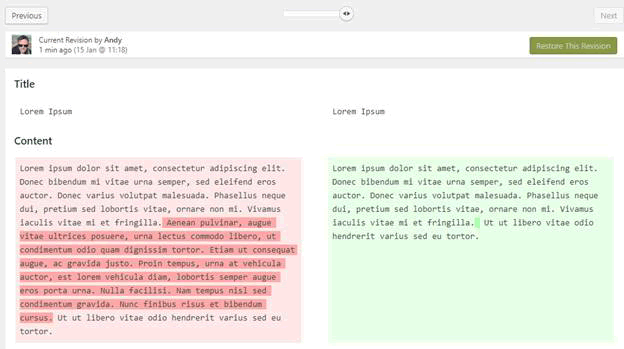 Previous
Next
Current Revision by Andy
1 min ago (15 Jan @ 11:18)
Restore This Revision
Title
Lorem Ipsum
Lorem Ipsum
Content
Lorem ipsum dolor sit amet, consectetur adipiscing elit.
Donec bibendum mi vitae urna semper, sed eleifend eros
auctor. Donec varius volutpat malesuada. Phasellus neque
dui, pretium sed lobortis vitae, ornare non mi. Vivamus
iaculis vitae mi et fringilla. Aenean pulvinar, augue
vitae ultrices posuere, urna lectus commodo libero, ut
condimentum odio quam dignissim tortor. Etiam ut consequat
augue, ac gravida justo. Proin tempus, urna at vehicula
auctor, est lorem vehicula diam, lobortis semper augue
eros porta urna. Nulla facilisi. Nam tempus nisl sed
condimentum gravida. Nunc finibus risus et bibendum
cursus. Ut ut libero vitae odio hendrerit varius sed eu
tortor.
Lorem ipsum dolor sit amet, consectetur adipiscing elit.
Donec bibendum mi vitae urna semper, sed eleifend eros
auctor. Donec varius volutpat malesuada. Phasellus neque
dui, pretium sed lobortis vitae, ornare non mi. Vivamus
iaculis vitae mi et fringilla. Ut ut libero vitae odio
hendrerit varius sed eu tortor.